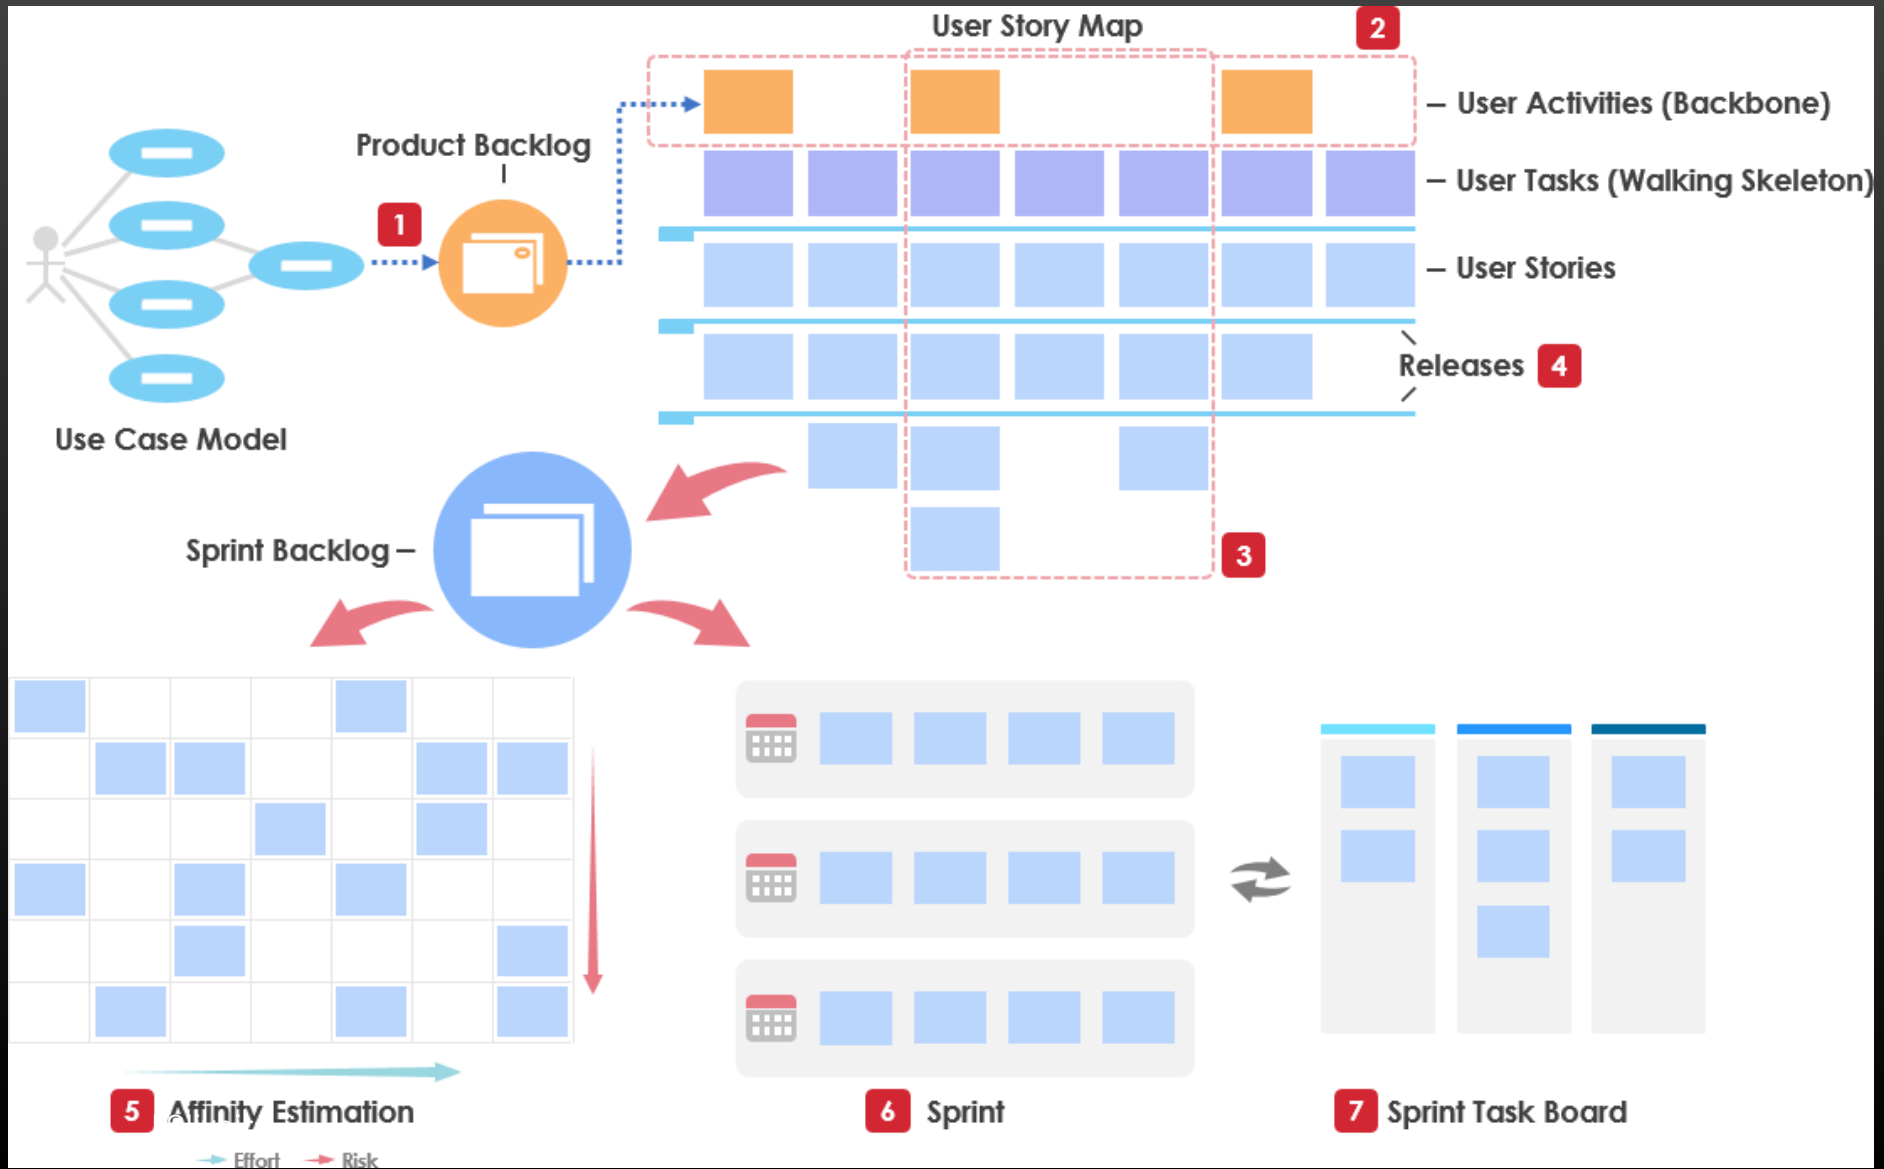 User Story Map
2
User Activities (Backbone)
Product Backlog
User Tasks (Walking Skeleton)
1
User Stories
Releases 4
Use Case Model
Sprint Backlog
3
5 Affinity Estimation
6 Sprint
7 Sprint Task Board
Effort Risk